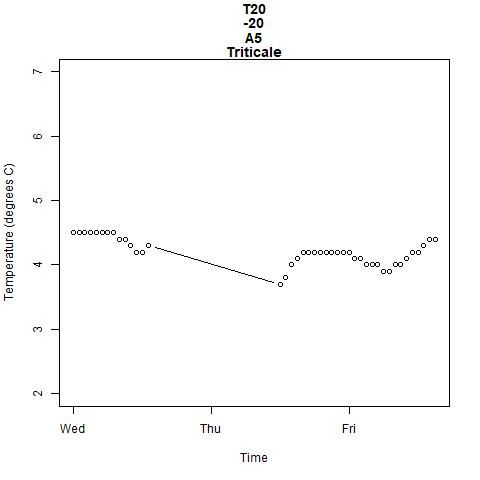 T20
-20
A5
Triticale
7
6
5
4
3
2
Temperature (degrees C)
Wed Thu Fri
Time